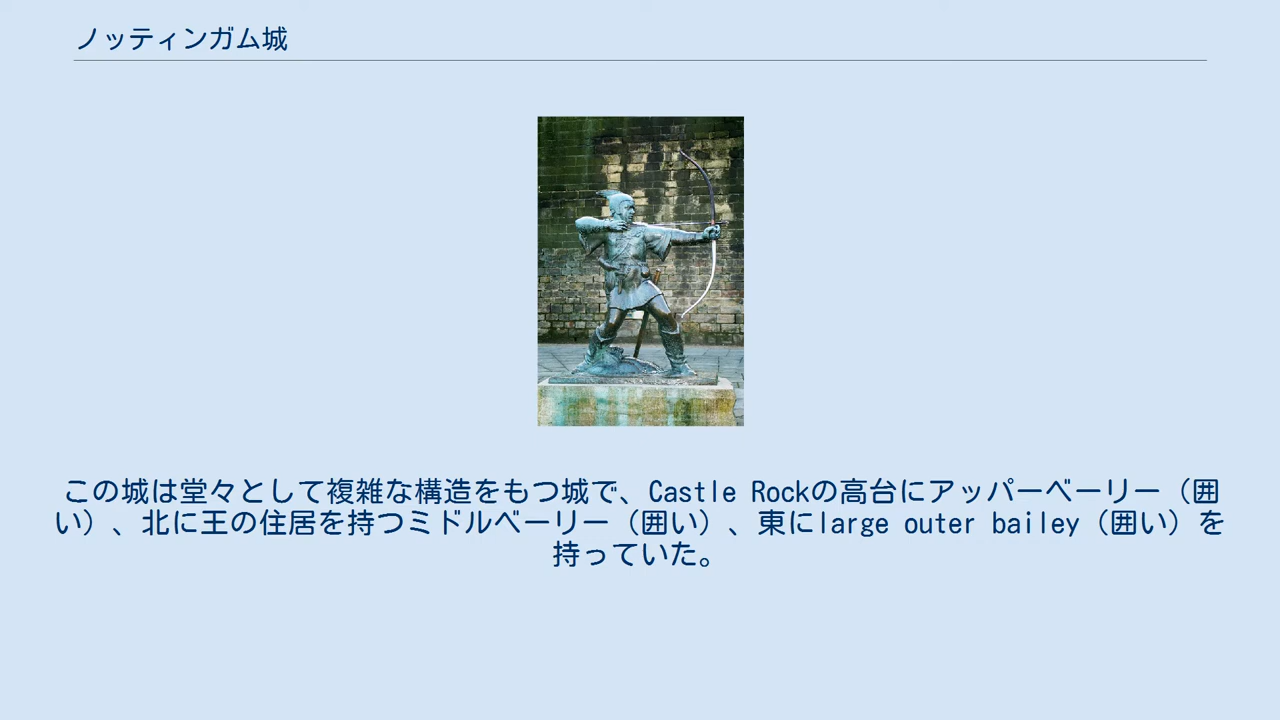 ノッティンガム城
この城は堂々として複雑な構造をもつ城で、Castle Rockの高台にアッパーベーリー（囲
い）、北に王の住居を持つミドルベーリー（囲い）、東にlarge outer bailey（囲い）を
持っていた。